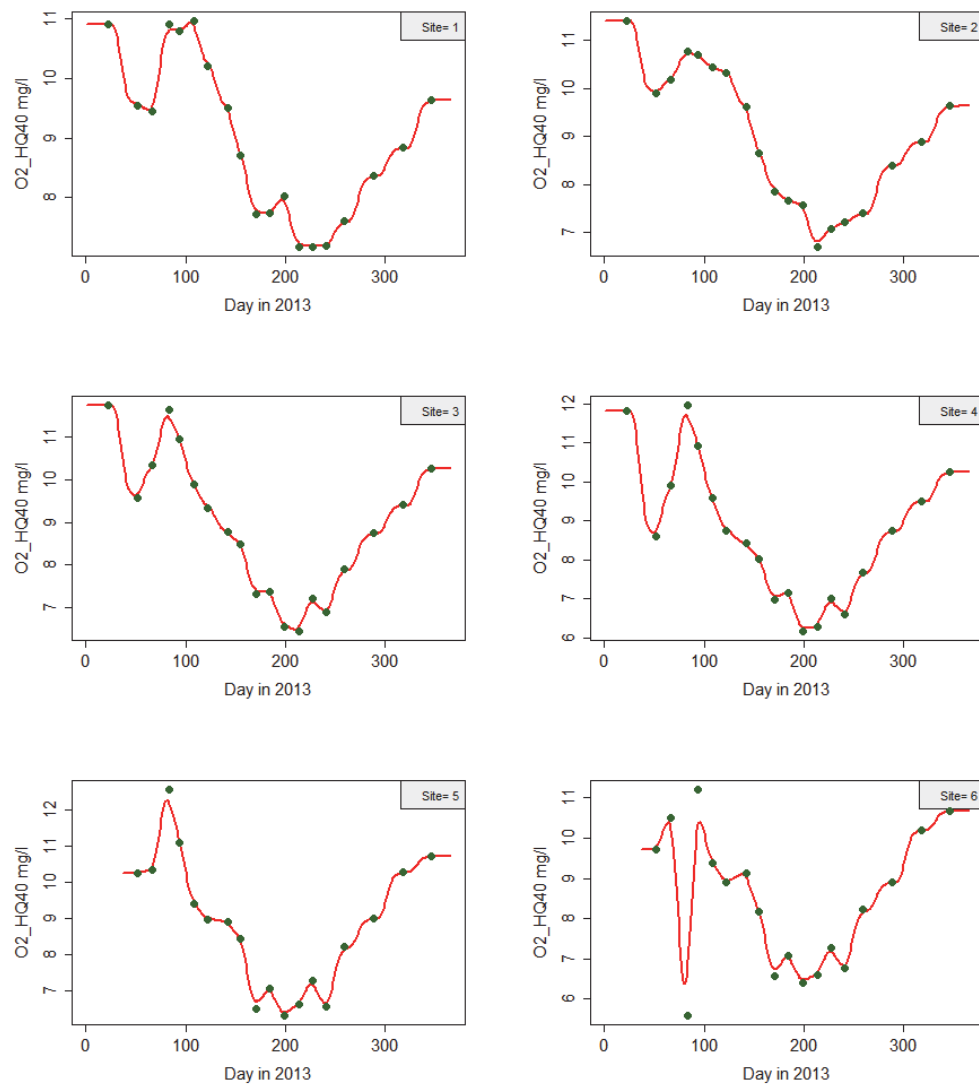 Site= 1
11
10
9
8
O2_HQ40 mg/l
0 100 200 300
Day in 2013
Site= 2
11
10
9
8
7
O2_HQ40 mg/l
0 100 200 300
Day in 2013
Site= 3
11
10
9
8
7
O2_HQ40 mg/l
0 100 200 300
Day in 2013
Site= 4
12
11
10
9
8
7
6
O2_HQ40 mg/l
0 100 200 300
Day in 2013
Site= 5
12
11
10
9
8
7
O2_HQ40 mg/l
0 100 200 300
Day in 2013
Site= 6
11
10
9
8
7
6
O2_HQ40 mg/l
0 100 200 300
Day in 2013